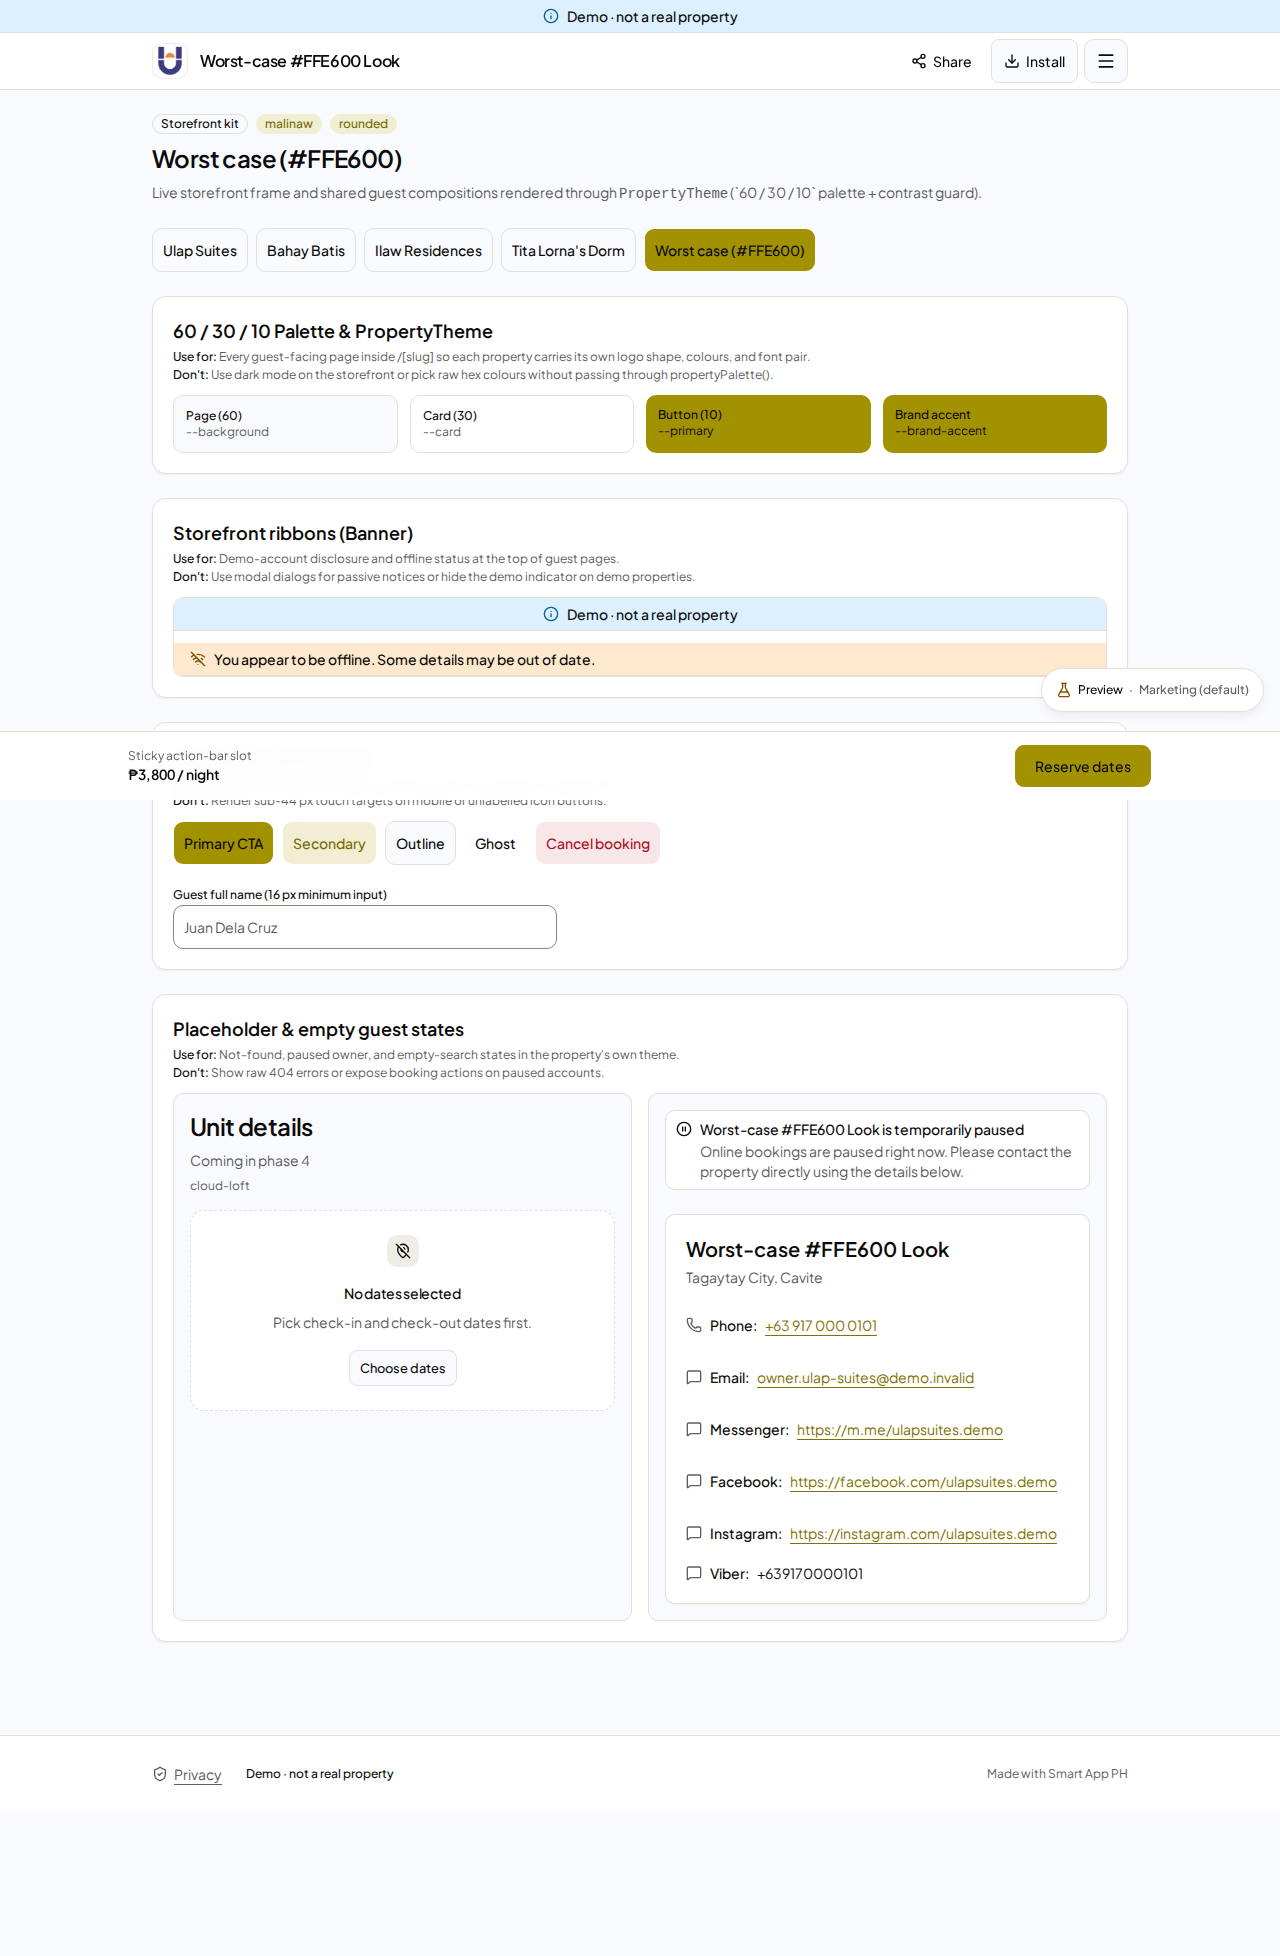 Demo · not a real property
Worst-case #FFE600 Look
Share
Install
Storefront kit
malinaw
rounded
Worst case (#FFE600)
Live storefront frame and shared guest compositions rendered through PropertyTheme (`60 / 30 / 10` palette + contrast guard).
Ulap Suites
Bahay Batis
Ilaw Residences
Tita Lorna's Dorm
Worst case (#FFE600)
60 / 30 / 10 Palette & PropertyTheme
Use for: Every guest-facing page inside /[slug] so each property carries its own logo shape, colours, and font pair.
Don't: Use dark mode on the storefront or pick raw hex colours without passing through propertyPalette().
Page (60)
--background
Card (30)
--card
Button (10)
--primary
Brand accent
--brand-accent
Storefront ribbons (Banner)
Use for: Demo-account disclosure and offline status at the top of guest pages.
Don't: Use modal dialogs for passive notices or hide the demo indicator on demo properties.
Demo · not a real property
You appear to be offline. Some details may be out of date.
Preview · Marketing (default)
Sticky action-bar slot
₱3,800 / night
Reserve dates
Don't: Render sub-44 px touch targets on mobile or unlabelled icon buttons.
Primary CTA
Secondary
Outline
Ghost
Cancel booking
Guest full name (16 px minimum input)
Juan Dela Cruz
Placeholder & empty guest states
Use for: Not-found, paused owner, and empty-search states in the property's own theme.
Don't: Show raw 404 errors or expose booking actions on paused accounts.
Unit details
Coming in phase 4
cloud-loft
No dates selected
Pick check-in and check-out dates first.
Choose dates
Worst-case #FFE600 Look is temporarily paused
Online bookings are paused right now. Please contact the
property directly using the details below.
Worst-case #FFE600 Look
Tagaytay City, Cavite
Phone: +63 917 000 0101
Email: owner.ulap-suites@demo.invalid
Messenger: https://m.me/ulapsuites.demo
Facebook: https://facebook.com/ulapsuites.demo
Instagram: https://instagram.com/ulapsuites.demo
Viber: +639170000101
Privacy
Demo · not a real property
Made with Smart App PH